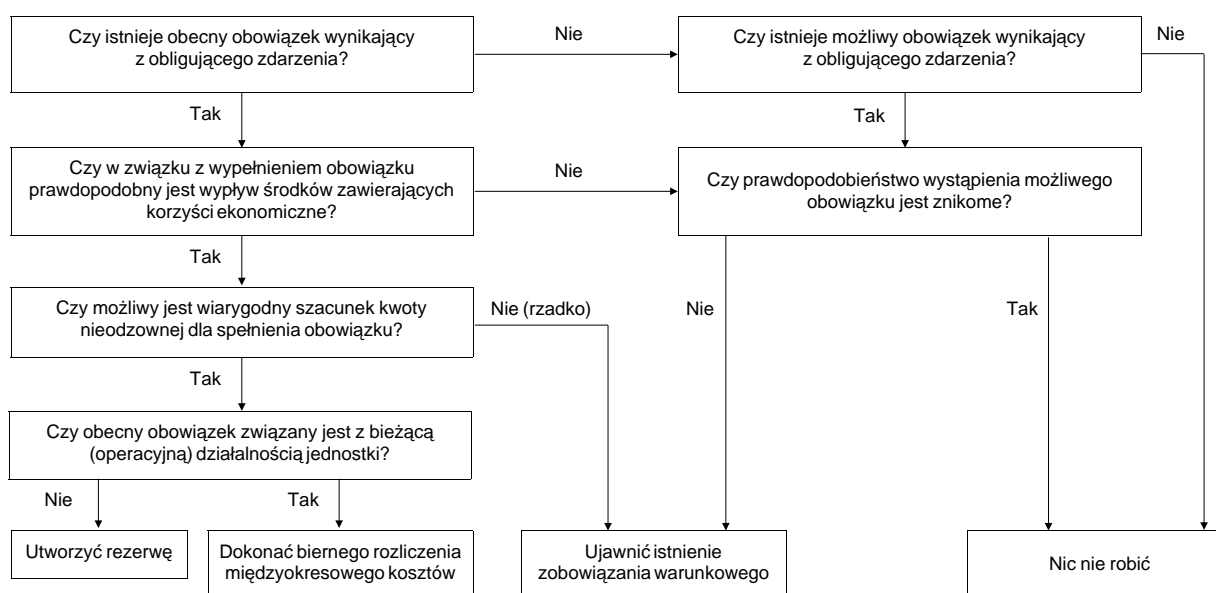 Czy istnieje obecny obowiązek wynikający
z obligującego zdarzenia?
Nie
Czy istnieje możliwy obowiązek wynikający
z obligującego zdarzenia?
Nie
Tak
Tak
Czy w związku z wypełnieniem obowiązku
prawdopodobny jest wypływ środków zawierających
korzyści ekonomiczne?
Nie
Czy prawdopodobieństwo wystąpienia możliwego
obowiązku jest znikome?
Tak
Czy możliwy jest wiarygodny szacunek kwoty
nieodzownej dla spełnienia obowiązku?
Nie (rzadko)
Nie
Tak
Tak
Czy obecny obowiązek związany jest z bieżącą
(operacyjną) działalnością jednostki?
Nie
Tak
Utworzyć rezerwę
Dokonać biernego rozliczenia
międzyokresowego kosztów
Ujawnić istnienie
zobowiązania warunkowego
Nic nie robić